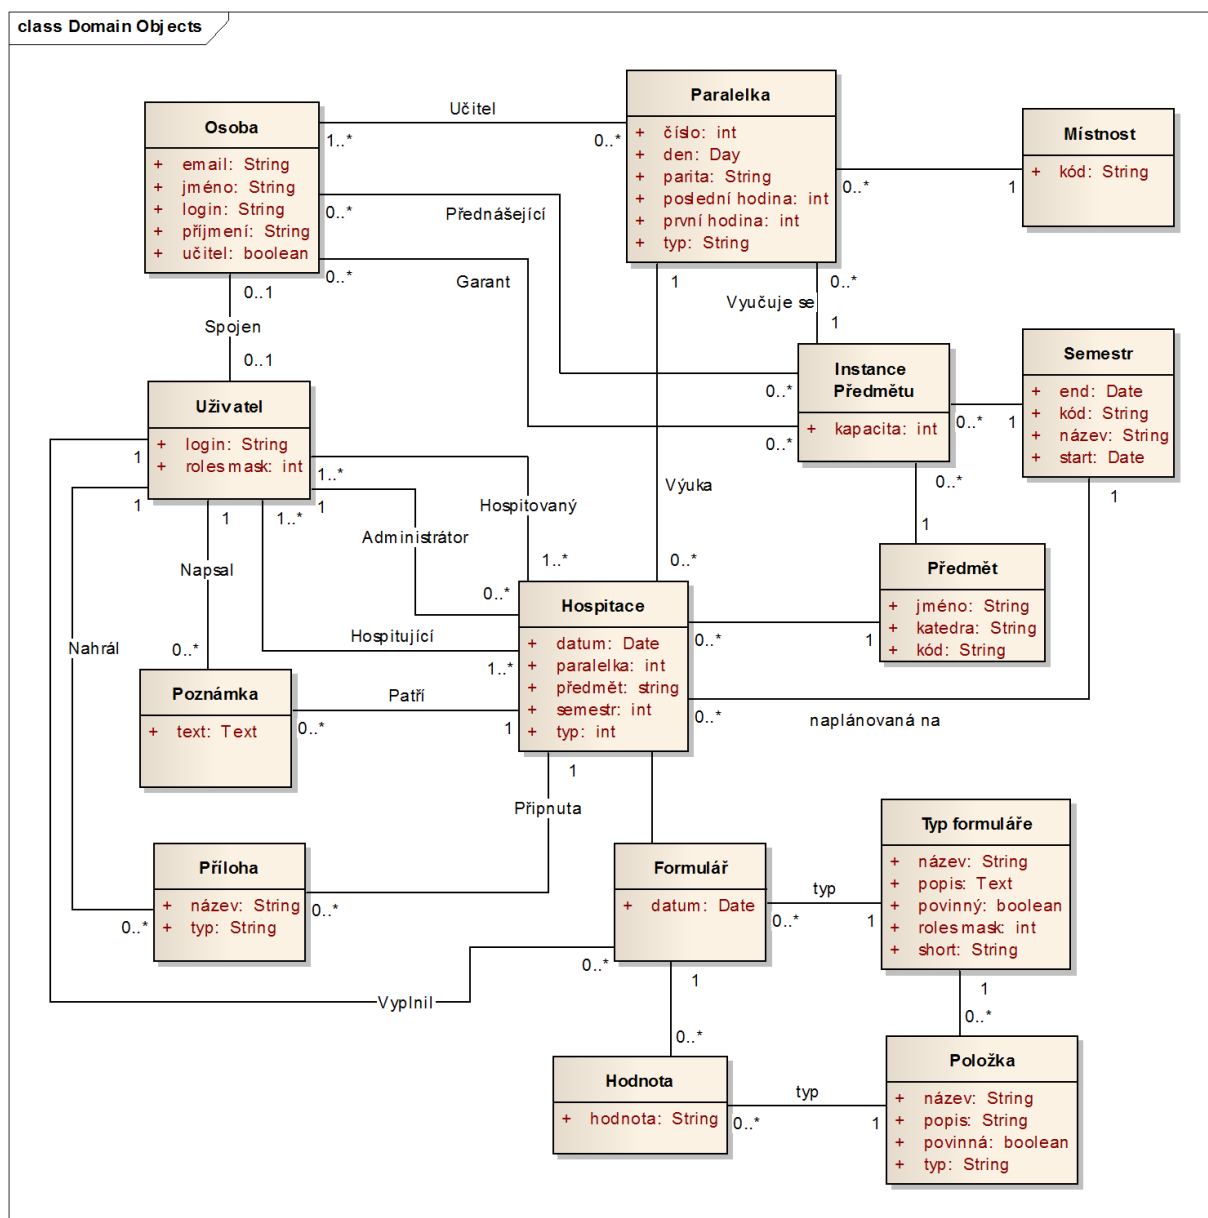 class Domain Objects
Osoba
+ email: String
+ jméno: String
+ login: String
+ příjmení: String
+ učitel: boolean
Učitel
1..*
0..*
Paralelka
+ číslo: int
+ den: Day
+ parita: String
+ poslední hodina: int
+ první hodina: int
+ typ: String
0..*
1
Místnost
+ kód: String
0..*
Přednášející
0..*
Garant
1
0..*
Vyučuje se
1
0..1
Spojen
0..1
Instance
Předmětu
+ kapacita: int
0..*
0..*
0..*
1
Semestr
+ end: Date
+ kód: String
+ název: String
+ start: Date
Uživatel
+ login: String
+ roles mask: int
1
1
1
1..*
1
1..*
Hospitovaný
Administrátor
Výuka
0..*
1
1
Napsal
1..*
0..*
0..*
Předmět
+ jméno: String
+ katedra: String
+ kód: String
Hospitace
+ datum: Date
+ paralelka: int
+ předmět: string
+ semestr: int
+ typ: int
0..*
1
Nahrál
0..*
Hospitující
1..*
Poznámka
+ text: Text
Patří
0..*
1
0..*
naplánovaná na
1
Připnuta
Příloha
+ název: String
+ typ: String
0..*
0..*
Formulář
+ datum: Date
typ
0..*
1
Typ formuláře
+ název: String
+ popis: Text
+ povinný: boolean
+ roles mask: int
+ short: String
0..*
Vyplnil
1
0..*
1
0..*
Hodnota
+ hodnota: String
typ
0..*
1
Položka
+ název: String
+ popis: String
+ povinná: boolean
+ typ: String